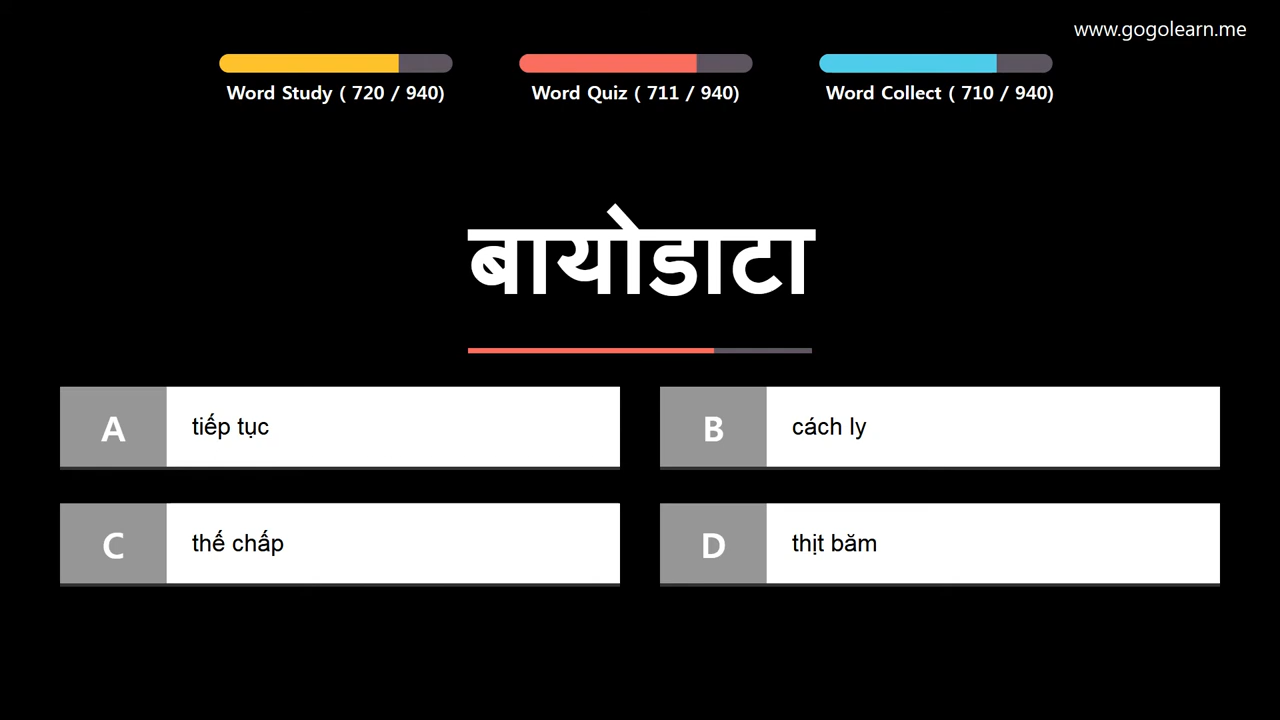 www.gogolearn.me
Word Study ( 720 / 940)
Word Quiz ( 711 / 940)
Word Collect ( 710 / 940)
बायोडाटा
A tiếp tục
B cách ly
C thế chấp
D thịt băm